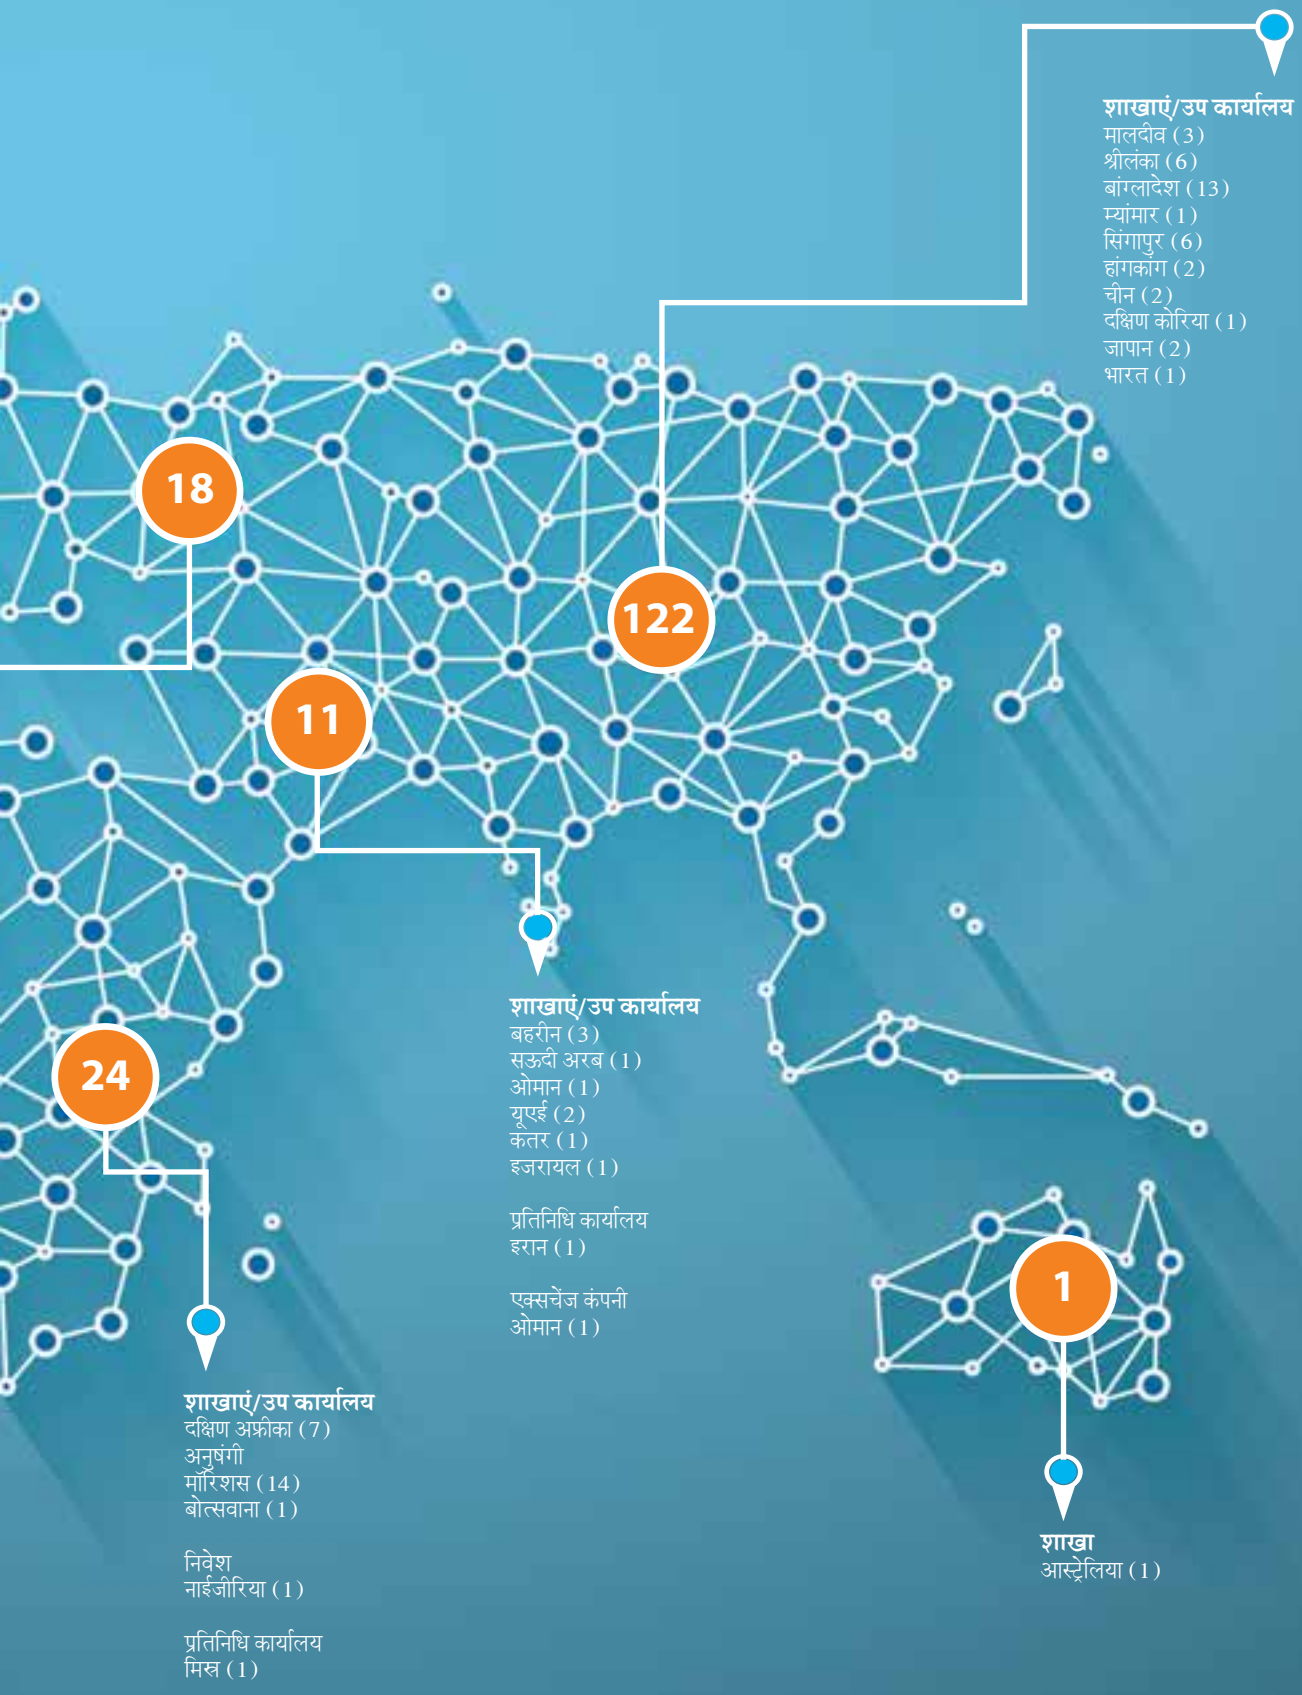 शाखाएं/उप कार्यालय
मालदीव (3)
श्रीलंका (6)
बांग्लादेश (13)
म्यांमार (1)
सिंगापुर (6)
हांगकांग (2)
चीन (2)
दक्षिण कोरिया (1)
जापान (2)
भारत (1)
18
122
11
24
शाखाएं/उप कार्यालय
बहरीन (3)
सऊदी अरब (1)
ओमान (1)
यूएई (2)
कतर (1)
इजरायल (1)
प्रतिनिधि कार्यालय
इरान (1)
एक्सचेंज कंपनी
ओमान (1)
1
शाखाएं/उप कार्यालय
दक्षिण अफ्रीका (7)
अनुषंगी
मॉरिशस (14)
बोत्सवाना (1)
निवेश
नाईजीरिया (1)
प्रतिनिधि कार्यालय
मिस्र (1)
शाखा
आस्ट्रेलिया (1)